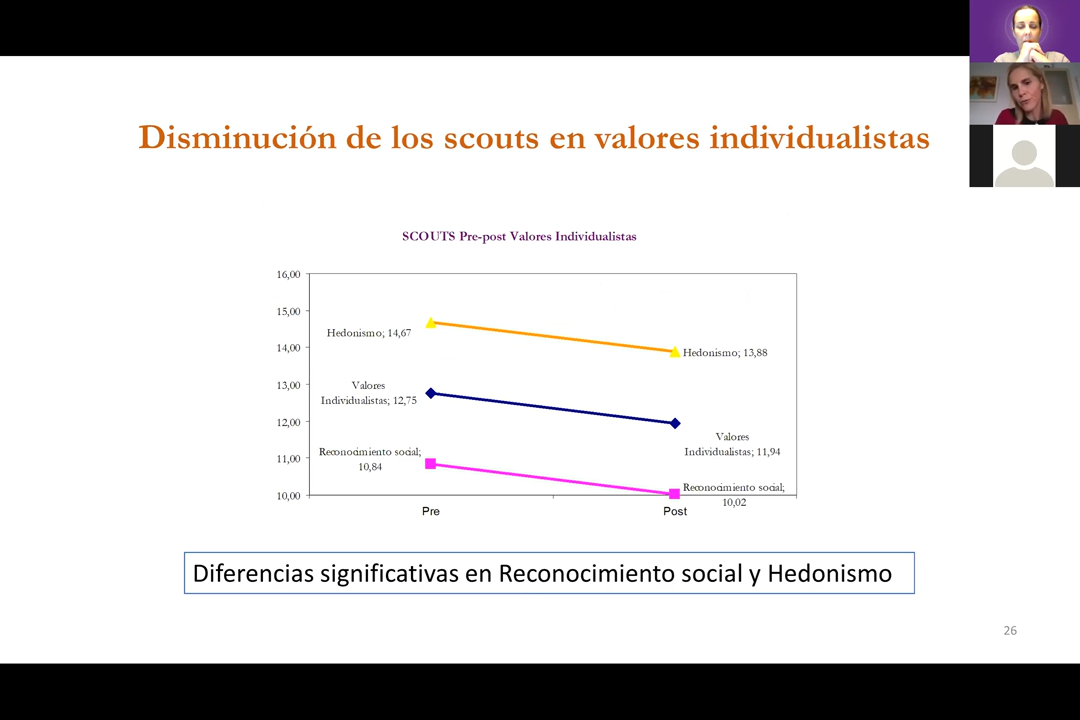 Disminución de los scouts en valores individualistas
SCOUTS Pre-post Valores Individualistas
16,00
15,00
14,00
13,00
12,00
11,00
10,00
Hedonismo; 14,67
Hedonismo; 13,88
Valores
Individualistas; 12,75
Valores
Individualistas; 11,94
Reconocimiento social;
10,84
Reconocimiento social;
10,02
Pre
Post
Diferencias significativas en Reconocimiento social y Hedonismo
26